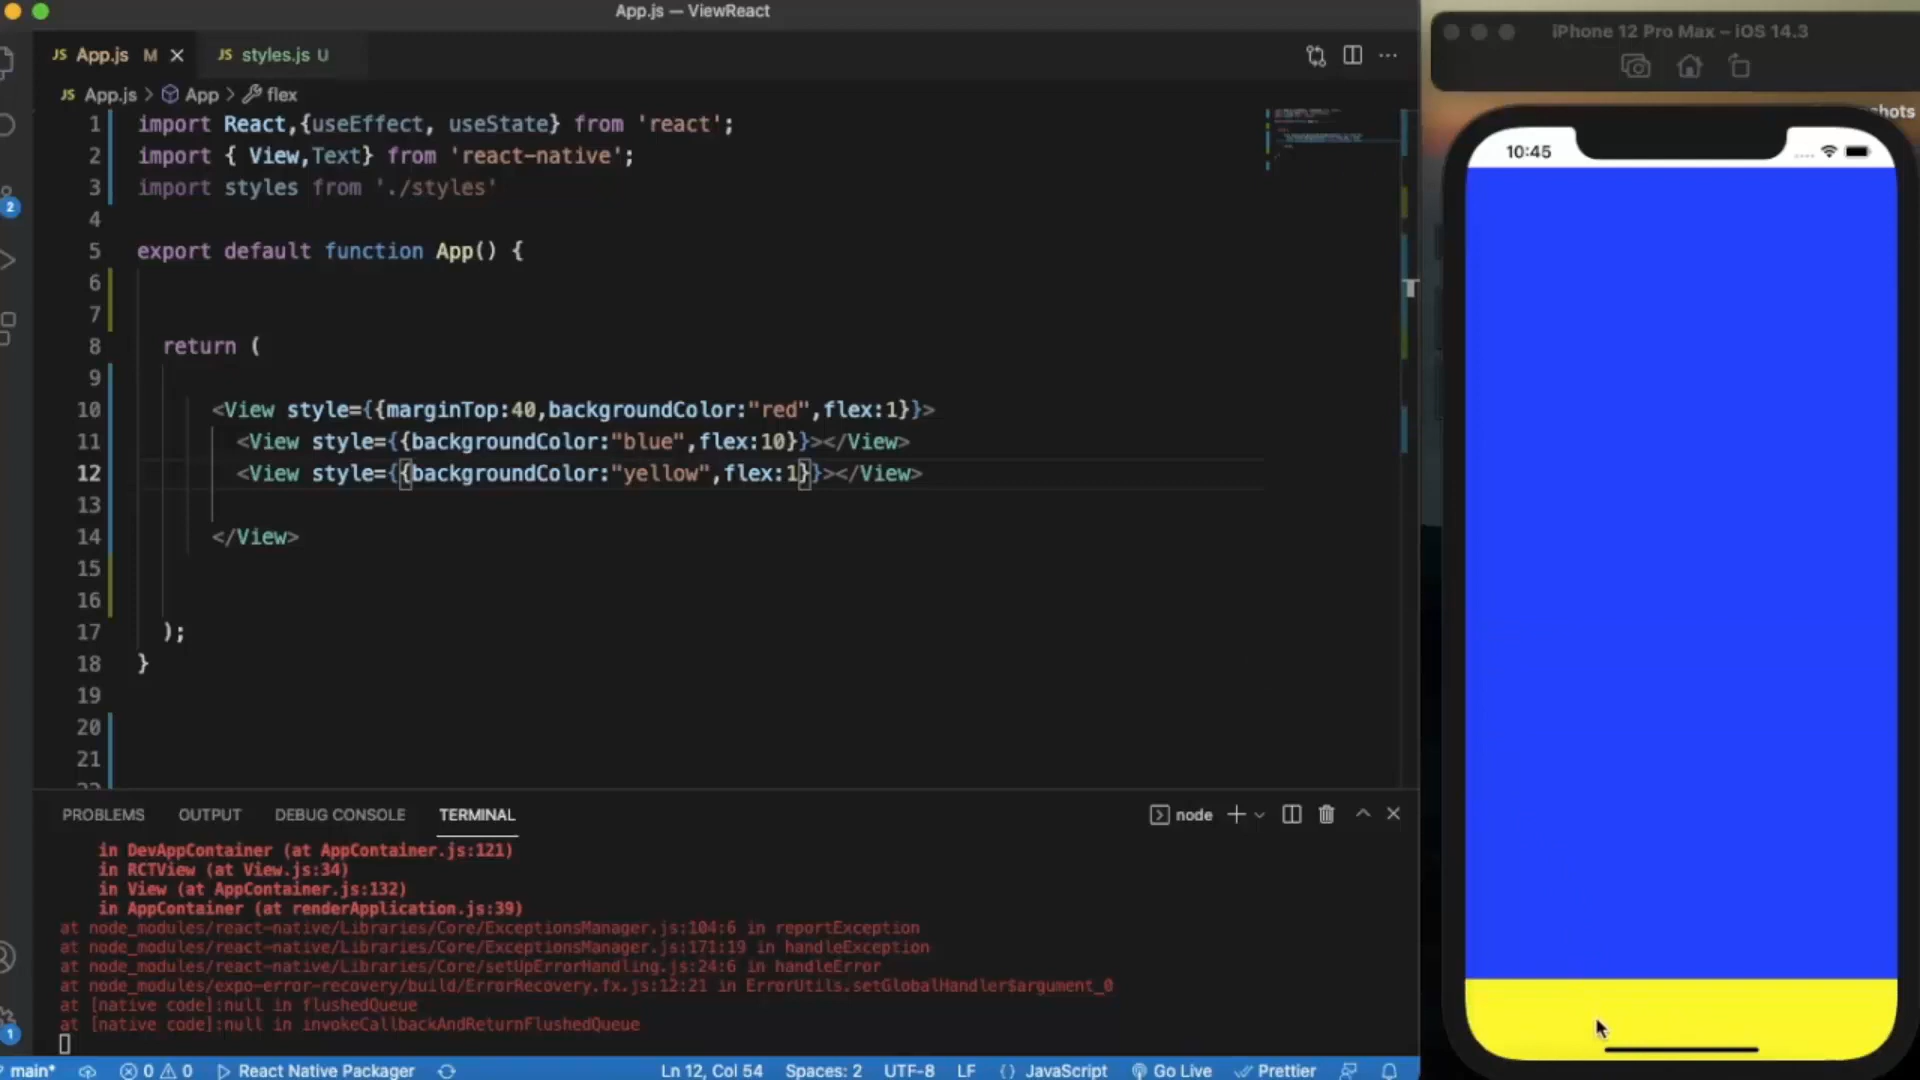 App.js — ViewReact
JS App.js M
JS styles.js U
JS App.js > App > flex
1 import React,{useEffect, useState} from 'react';
2 import { View,Text} from 'react-native';
3 import styles from './styles'
4
5 export default function App() {
6
7
8 return (
9
10 <View style={{marginTop:40,backgroundColor:"red",flex:1}}>
11 <View style={{backgroundColor:"blue",flex:10}}></View>
12 <View style={{backgroundColor:"yellow",flex:1}}></View>
13
14 </View>
15
16
17 );
18 }
19
20
21
2
PROBLEMS OUTPUT DEBUG CONSOLE TERMINAL
node
in DevAppContainer (at AppContainer.js:121)
in RCTView (at View.js:34)
in View (at AppContainer.js:132)
in AppContainer (at renderApplication.js:39)
at node_modules/react-native/Libraries/Core/ExceptionsManager.js:104:6 in reportException
at node_modules/react-native/Libraries/Core/ExceptionsManager.js:171:19 in handleException
at node_modules/react-native/Libraries/Core/setUpErrorHandling.js:24:6 in handleError
at node_modules/expo-error-recovery/build/ErrorRecovery.fx.js:12:21 in ErrorUtils.setGlobalHandler$argument_0
at [native code]:null in flushedQueue
at [native code]:null in invokeCallbackAndReturnFlushedQueue
1
main* 0 0 React Native Packager Ln 12, Col 54 Spaces: 2 UTF-8 LF {} JavaScript Go Live Prettier
iPhone 12 Pro Max – iOS 14.3
hots
10:45